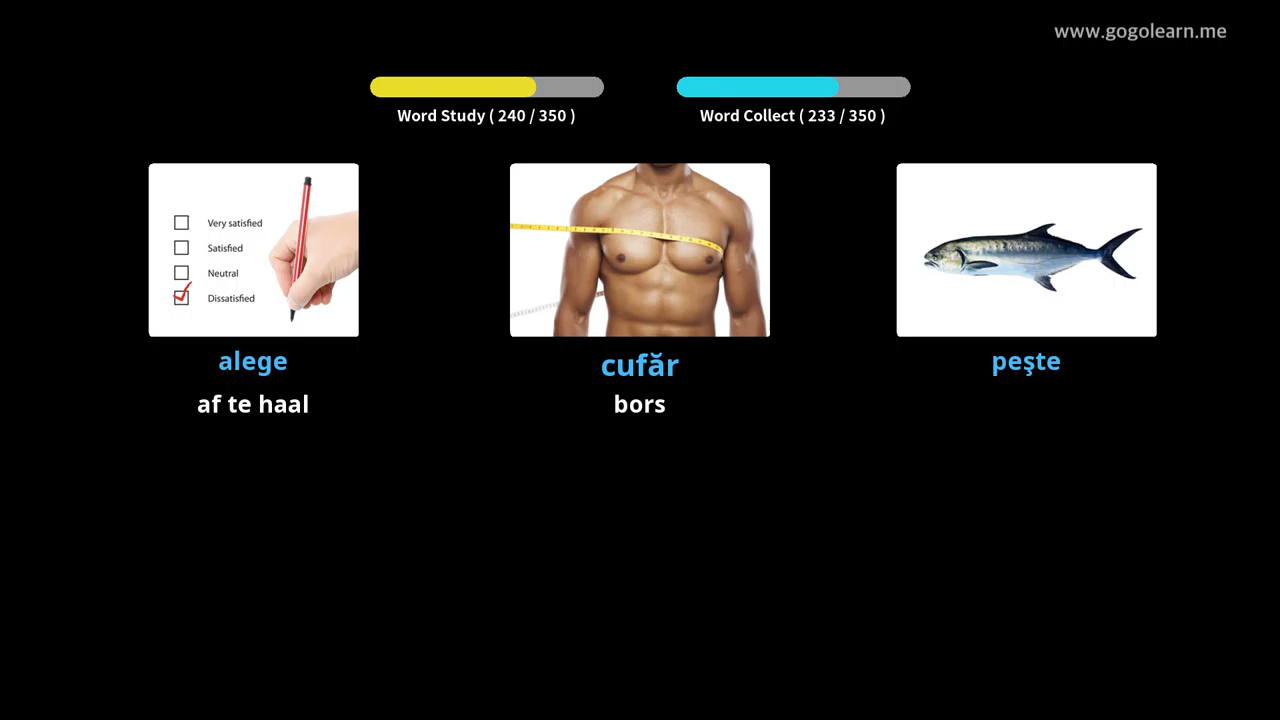 www.gogolearn.me
Word Study ( 240 / 350 )
Word Collect ( 233 / 350 )
Very satisfied
Satisfied
Neutral
Dissatisfied
alege
cufăr
peşte
af te haal
bors